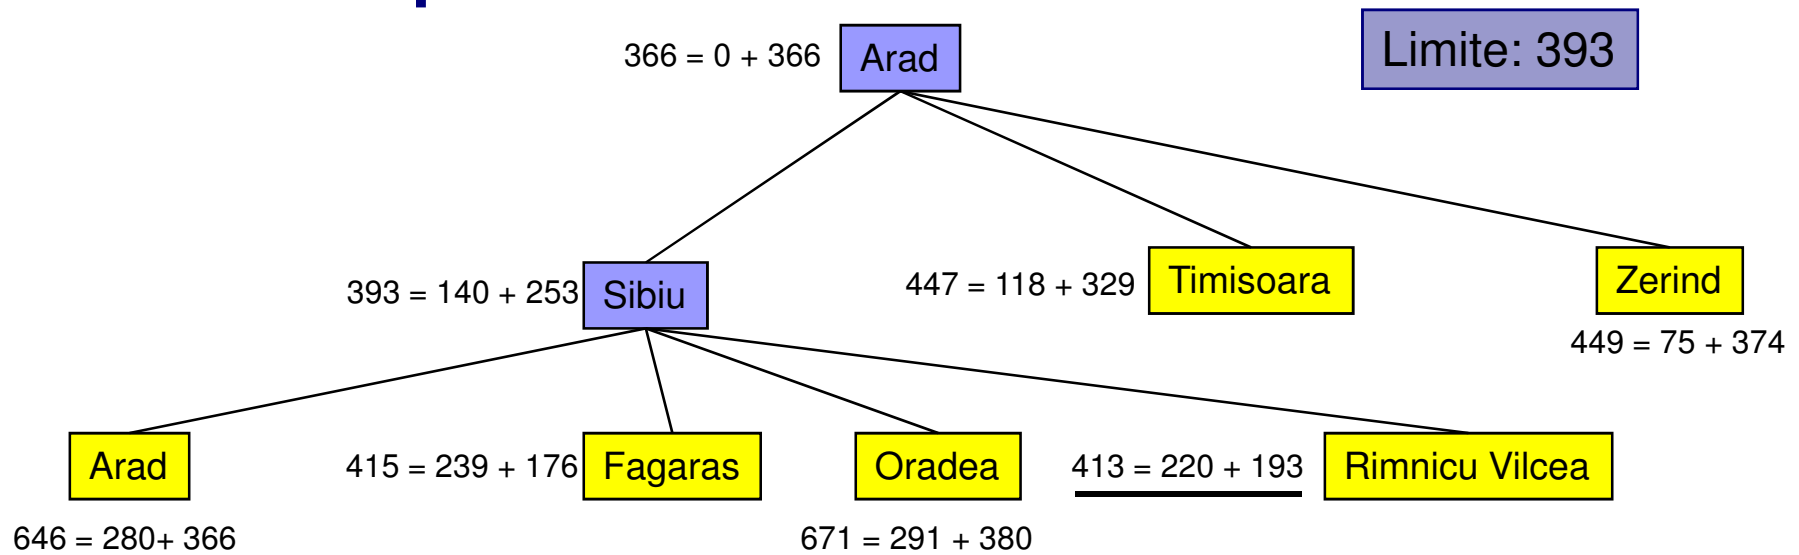 366 = 0 + 366
Arad
Limite: 393
393 = 140 + 253
Sibiu
447 = 118 + 329
Timisoara
Zerind
449 = 75 + 374
Arad
415 = 239 + 176
Fagaras
Oradea
413 = 220 + 193
Rimnicu Vilcea
646 = 280+ 366
671 = 291 + 380